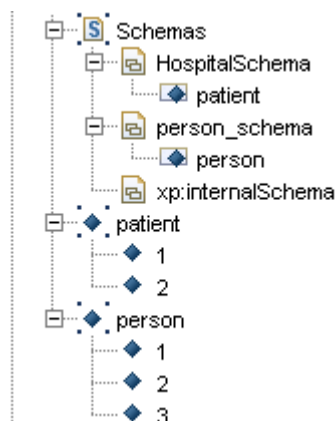 Schemas
HospitalSchema
patient
person_schema
person
xp:internalSchema
patient
1
2
person
1
2
3